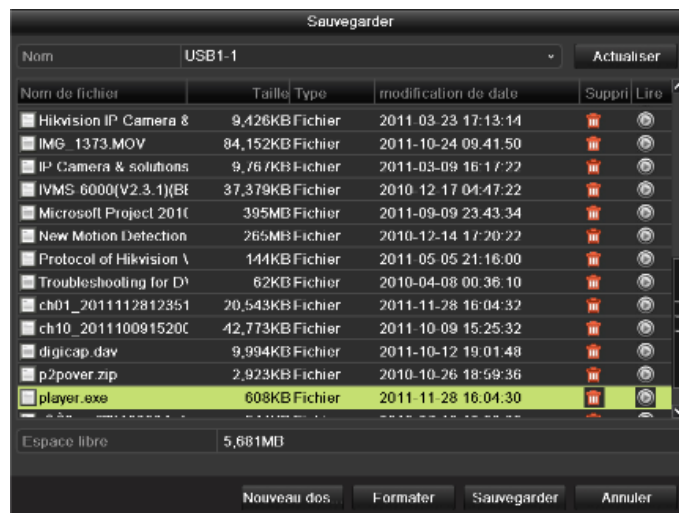 Sauvegarder
Nom USB1-1 Actualiser
Nom de fichier Taille Type modification de date Suppri Lire
Hikvision IP Camera & 9,426KB Fichier 2011-03-23 17:13:14
IMG_1373.MOV 84,152KB Fichier 2011-10-24 09:41:50
IP Camera & solutions 9,767KB Fichier 2011-03-09 16:17:22
IVMS-6000(V2.3.1)(BE 37,379KB Fichier 2010-12-17 04:47:22
Microsoft Project 201( 395MB Fichier 2011-09-09 23:43:34
New Motion Detection 265MB Fichier 2010-12-14 17:20:22
Protocol of Hikvision \ 144KB Fichier 2011-05-05 21:16:00
Troubleshooting for D\ 62KB Fichier 2010-04-08 00:36:10
ch01_2011112812351 20,543KB Fichier 2011-11-28 16:04:32
ch10_201110091520( 42,773KB Fichier 2011-10-09 15:25:32
digicap.dav 9,994KB Fichier 2011-10-12 19:01:48
p2pover.zip 2,923KB Fichier 2010-10-26 18:59:36
player.exe 608KB Fichier 2011-11-28 16:04:30
Espace libre 5,681MB
Nouveau dos... Formater Sauvegarder Annuler